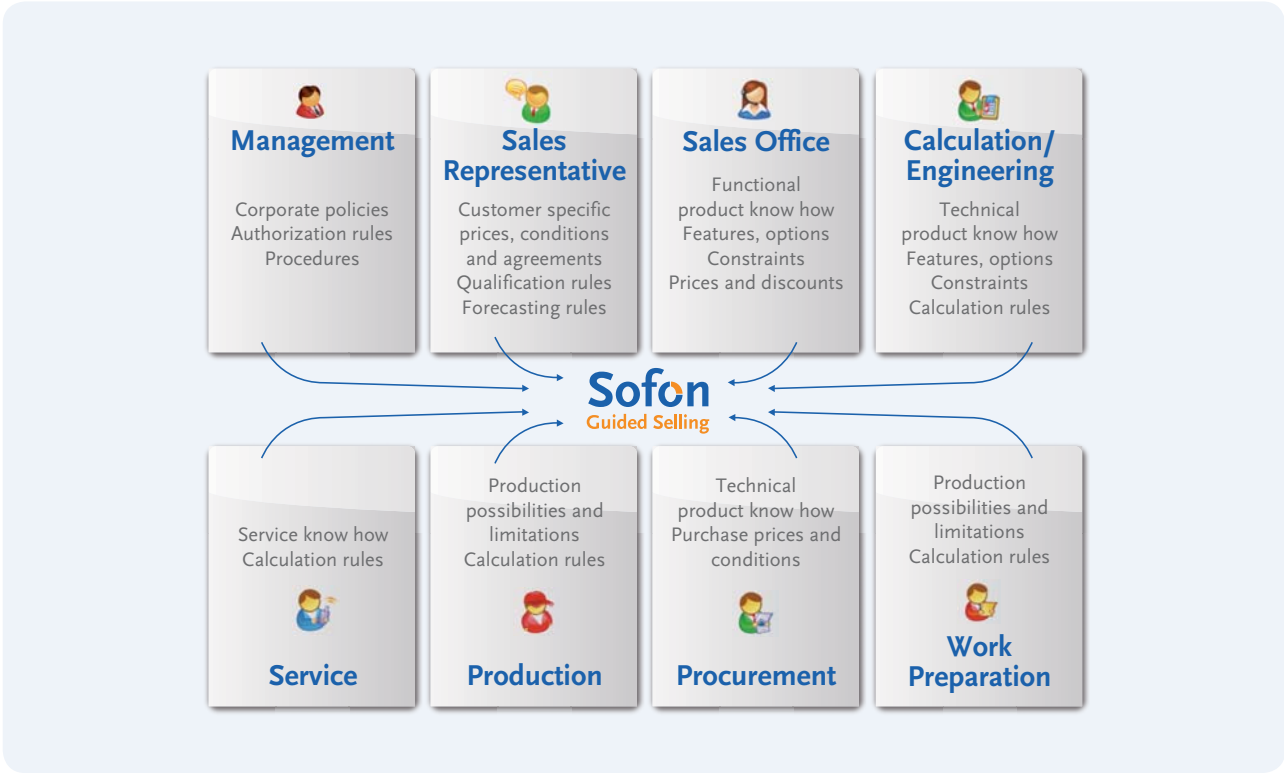 Management
Corporate policies
Authorization rules
Procedures
Sales
Representative
Customer specific
prices, conditions
and agreements
Qualification rules
Forecasting rules
Sales Office
Functional
product know how
Features, options
Constraints
Prices and discounts
Calculation/
Engineering
Technical
product know how
Features, options
Constraints
Calculation rules
Sofon
Guided Selling
Service know how
Calculation rules
Service
Production
possibilities and
limitations
Calculation rules
Production
Technical
product know how
Purchase prices and
conditions
Procurement
Production
possibilities and
limitations
Calculation rules
Work
Preparation